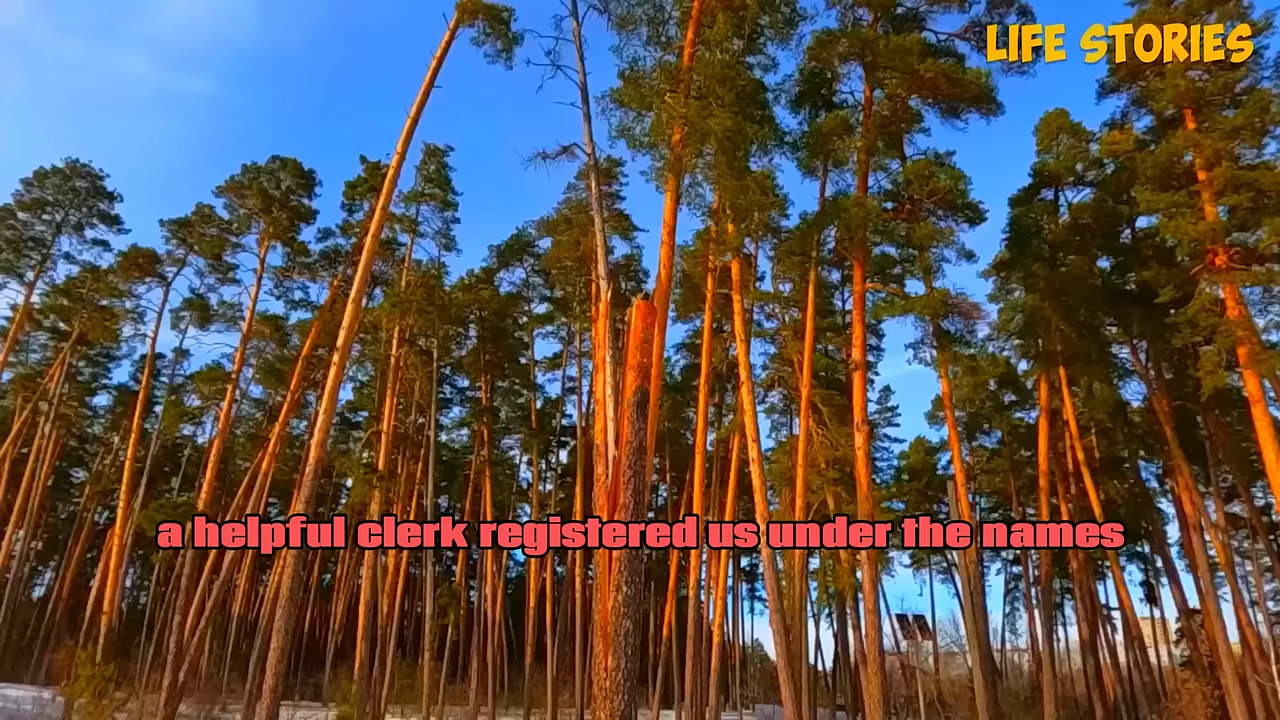 LIFE STORIES
a helpful clerk registered us under the names